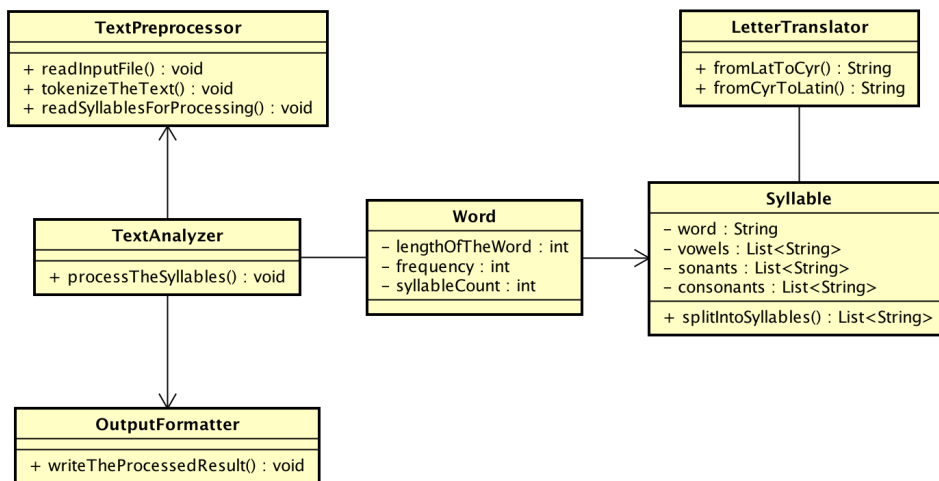 TextPreprocessor
+ readInputFile() : void
+ tokenizeTheText() : void
+ readSyllablesForProcessing() : void
LetterTranslator
+ fromLatToCyr() : String
+ fromCyrToLatin() : String
TextAnalyzer
+ processTheSyllables() : void
Word
− lengthOfTheWord : int
− frequency : int
− syllableCount : int
Syllable
− word : String
− vowels : List<String>
− sonants : List<String>
− consonants : List<String>
+ splitIntoSyllables() : List<String>
OutputFormatter
+ writeTheProcessedResult() : void